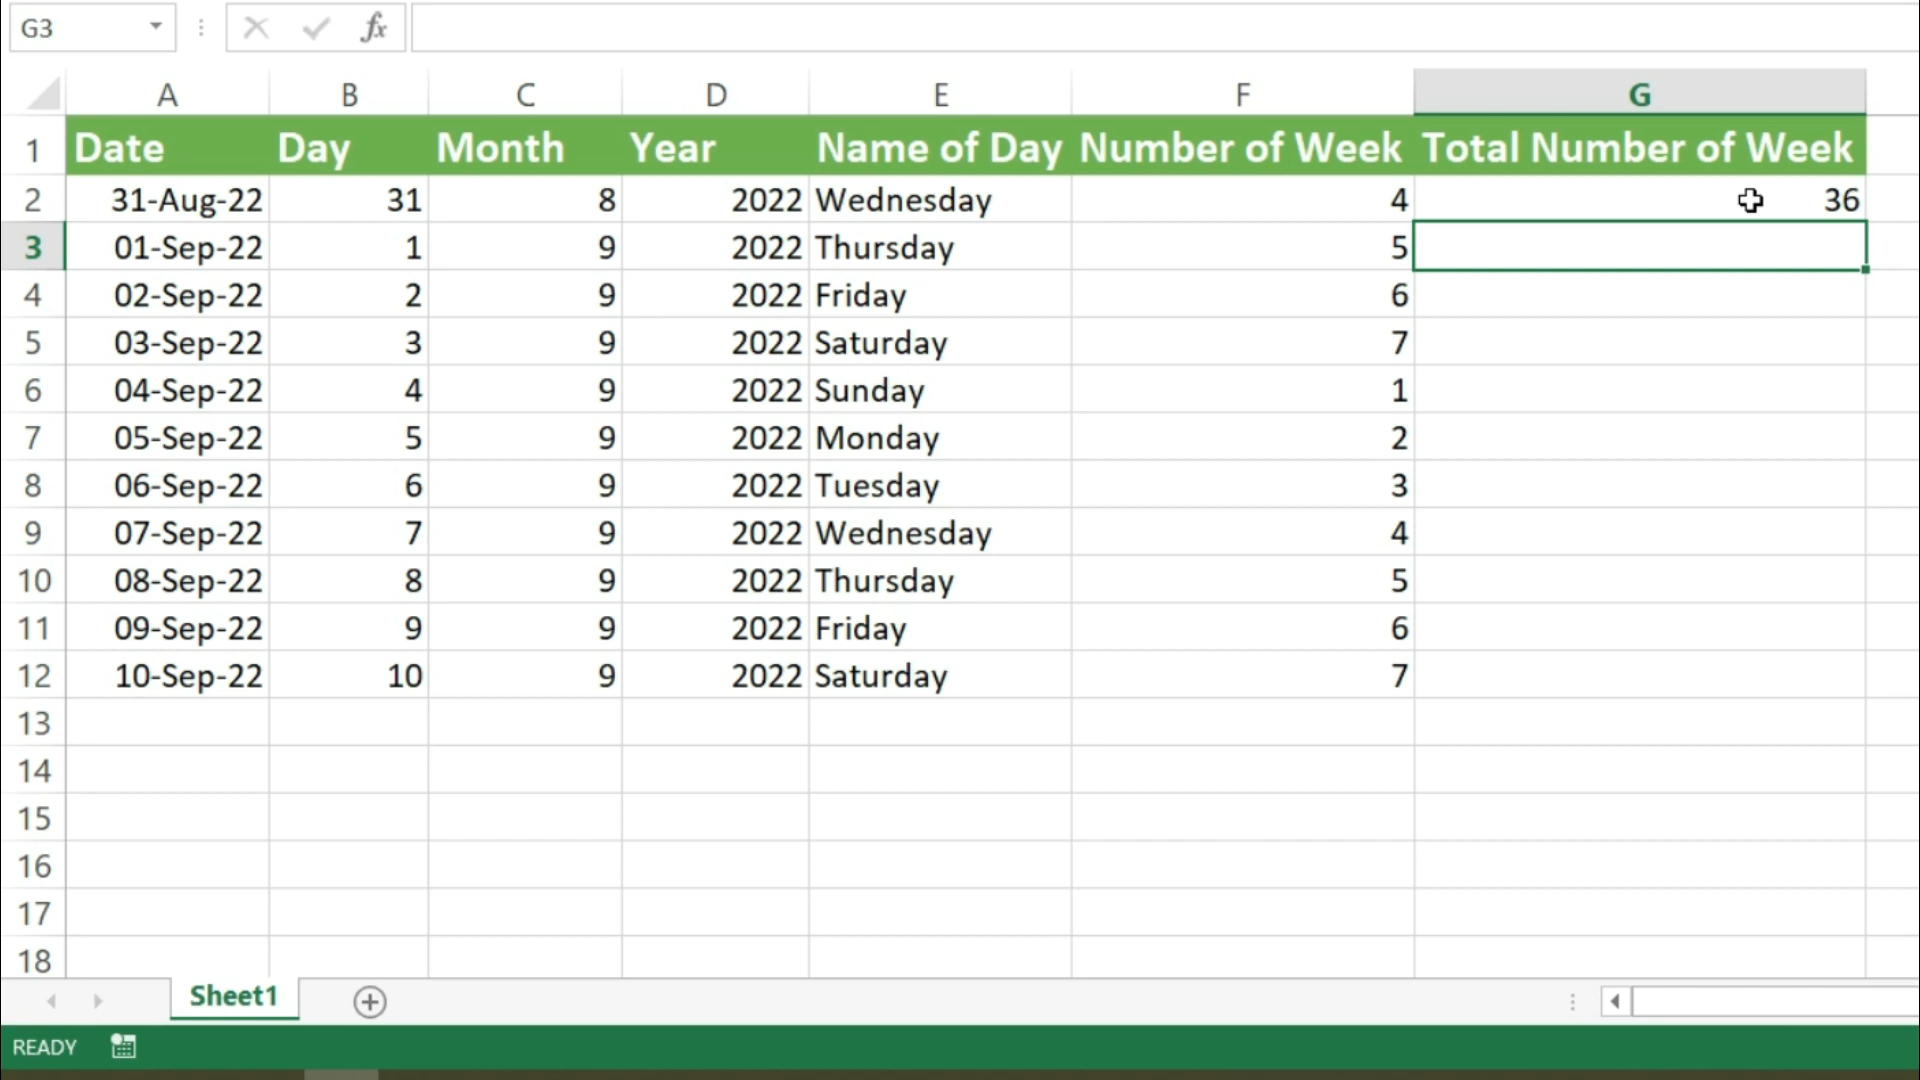 G3 fx
A B C D E F G
1 Date Day Month Year Name of Day Number of Week Total Number of Week
2 31-Aug-22 31 8 2022 Wednesday 4 36
3 01-Sep-22 1 9 2022 Thursday 5
4 02-Sep-22 2 9 2022 Friday 6
5 03-Sep-22 3 9 2022 Saturday 7
6 04-Sep-22 4 9 2022 Sunday 1
7 05-Sep-22 5 9 2022 Monday 2
8 06-Sep-22 6 9 2022 Tuesday 3
9 07-Sep-22 7 9 2022 Wednesday 4
10 08-Sep-22 8 9 2022 Thursday 5
11 09-Sep-22 9 9 2022 Friday 6
12 10-Sep-22 10 9 2022 Saturday 7
13
14
15
16
17
18
Sheet1
READY